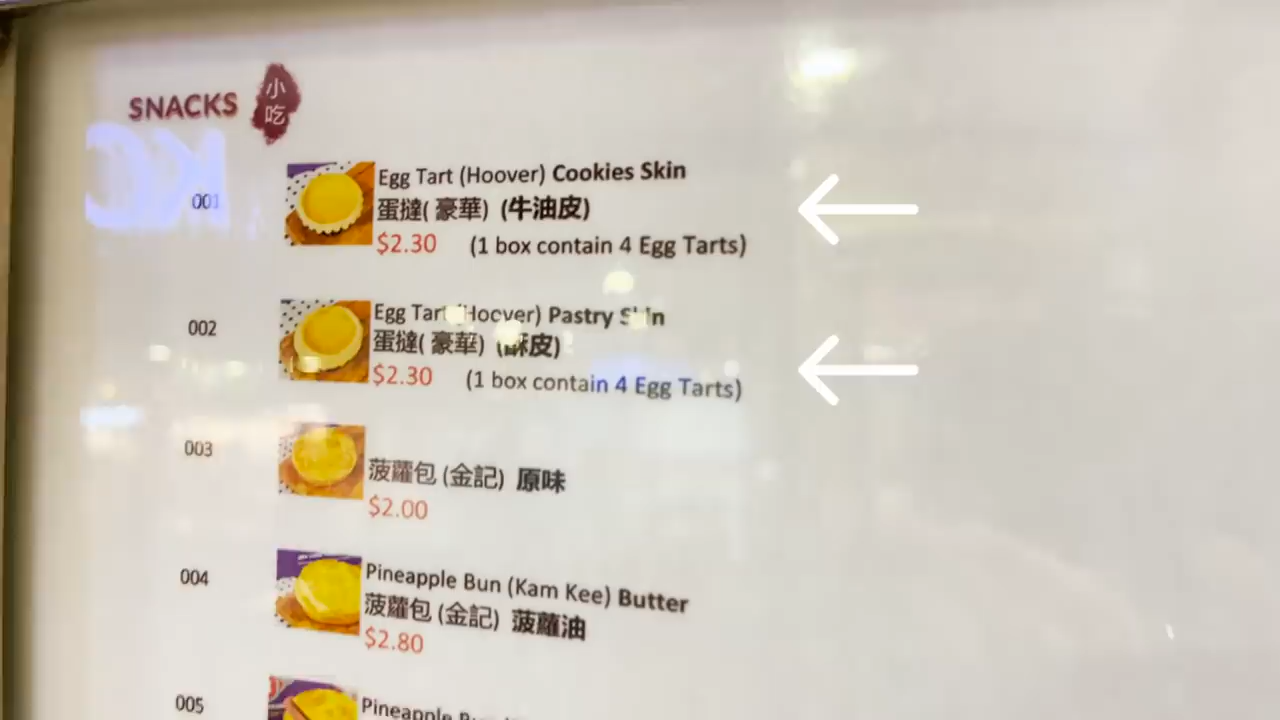 SNACKS 小吃
001
Egg Tart (Hoover) Cookies Skin
蛋撻( 豪華) (牛油皮)
$2.30 (1 box contain 4 Egg Tarts)
002
Egg Tart (Hoover) Pastry Skin
蛋撻( 豪華) (酥皮)
$2.30 (1 box contain 4 Egg Tarts)
003
菠蘿包 (金記) 原味
$2.00
004
Pineapple Bun (Kam Kee) Butter
菠蘿包 (金記) 菠蘿油
$2.80
005
Pineapple